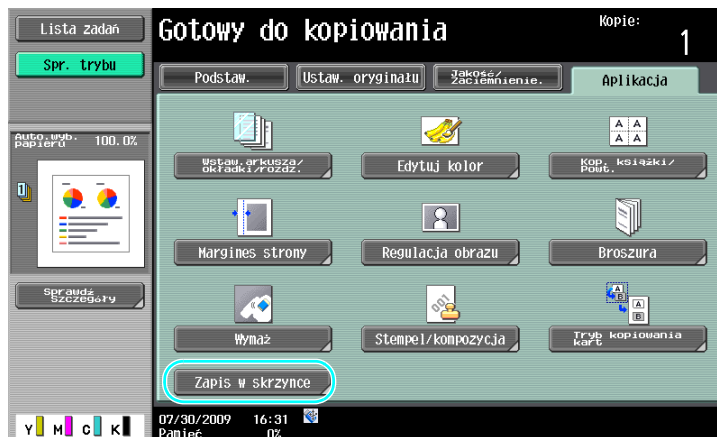 Lista zadań
Gotowy do kopiowania
Kopie:
1
Spr. trybu
Podstaw.
Ustaw. oryginału
Jakość/
zaciemnienie.
Aplikacja
Auto.wyb.
papieru
100.0%
Wstaw.arkusza/
okładki/rozdz.
Edytuj kolor
Kop. książki/
Powt.
Margines strony
Regulacja obrazu
Broszura
Sprawdź
Szczegóły
Wymaż
Stempel/kompozycja
Tryb kopiowania
kart
Zapis w skrzynce
07/30/2009 16:31
Pamięć 0%
Y M C K